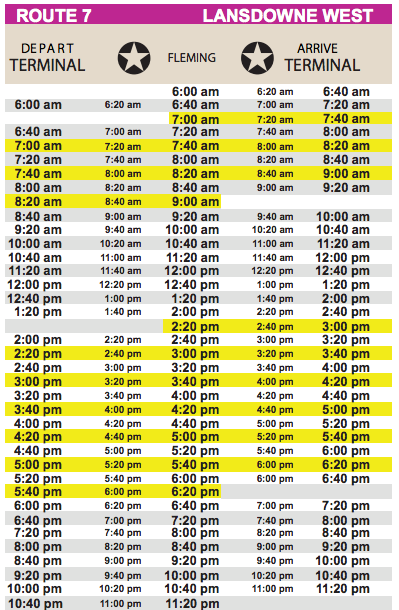 ROUTE 7 LANSDOWNE WEST
DEPART ARRIVE
TERMINAL FLEMING TERMINAL
6:00 am 6:20 am 6:40 am
6:00 am 6:20 am 6:40 am 7:00 am 7:20 am
7:00 am 7:20 am 7:40 am
6:40 am 7:00 am 7:20 am 7:40 am 8:00 am
7:00 am 7:20 am 7:40 am 8:00 am 8:20 am
7:20 am 7:40 am 8:00 am 8:20 am 8:40 am
7:40 am 8:00 am 8:20 am 8:40 am 9:00 am
8:00 am 8:20 am 8:40 am 9:00 am 9:20 am
8:20 am 8:40 am 9:00 am
8:40 am 9:00 am 9:20 am 9:40 am 10:00 am
9:20 am 9:40 am 10:00 am 10:20 am 10:40 am
10:00 am 10:20 am 10:40 am 11:00 am 11:20 am
10:40 am 11:00 am 11:20 am 11:40 am 12:00 pm
11:20 am 11:40 am 12:00 pm 12:20 pm 12:40 pm
12:00 pm 12:20 pm 12:40 pm 1:00 pm 1:20 pm
12:40 pm 1:00 pm 1:20 pm 1:40 pm 2:00 pm
1:20 pm 1:40 pm 2:00 pm 2:20 pm 2:40 pm
2:20 pm 2:40 pm 3:00 pm
2:00 pm 2:20 pm 2:40 pm 3:00 pm 3:20 pm
2:20 pm 2:40 pm 3:00 pm 3:20 pm 3:40 pm
2:40 pm 3:00 pm 3:20 pm 3:40 pm 4:00 pm
3:00 pm 3:20 pm 3:40 pm 4:00 pm 4:20 pm
3:20 pm 3:40 pm 4:00 pm 4:20 pm 4:40 pm
3:40 pm 4:00 pm 4:20 pm 4:40 pm 5:00 pm
4:00 pm 4:20 pm 4:40 pm 5:00 pm 5:20 pm
4:20 pm 4:40 pm 5:00 pm 5:20 pm 5:40 pm
4:40 pm 5:00 pm 5:20 pm 5:40 pm 6:00 pm
5:00 pm 5:20 pm 5:40 pm 6:00 pm 6:20 pm
5:20 pm 5:40 pm 6:00 pm 6:00 pm 6:40 pm
5:40 pm 6:00 pm 6:20 pm
6:00 pm 6:20 pm 6:40 pm 7:00 pm 7:20 pm
6:40 pm 7:00 pm 7:20 pm 7:40 pm 8:00 pm
7:20 pm 7:40 pm 8:00 pm 8:20 pm 8:40 pm
8:00 pm 8:20 pm 8:40 pm 9:00 pm 9:20 pm
8:40 pm 9:00 pm 9:20 pm 9:40 pm 10:00 pm
9:20 pm 9:40 pm 10:00 pm 10:20 pm 10:40 pm
10:00 pm 10:20 pm 10:40 pm 11:00 pm 11:20 pm
10:40 pm 11:00 pm 11:20 pm